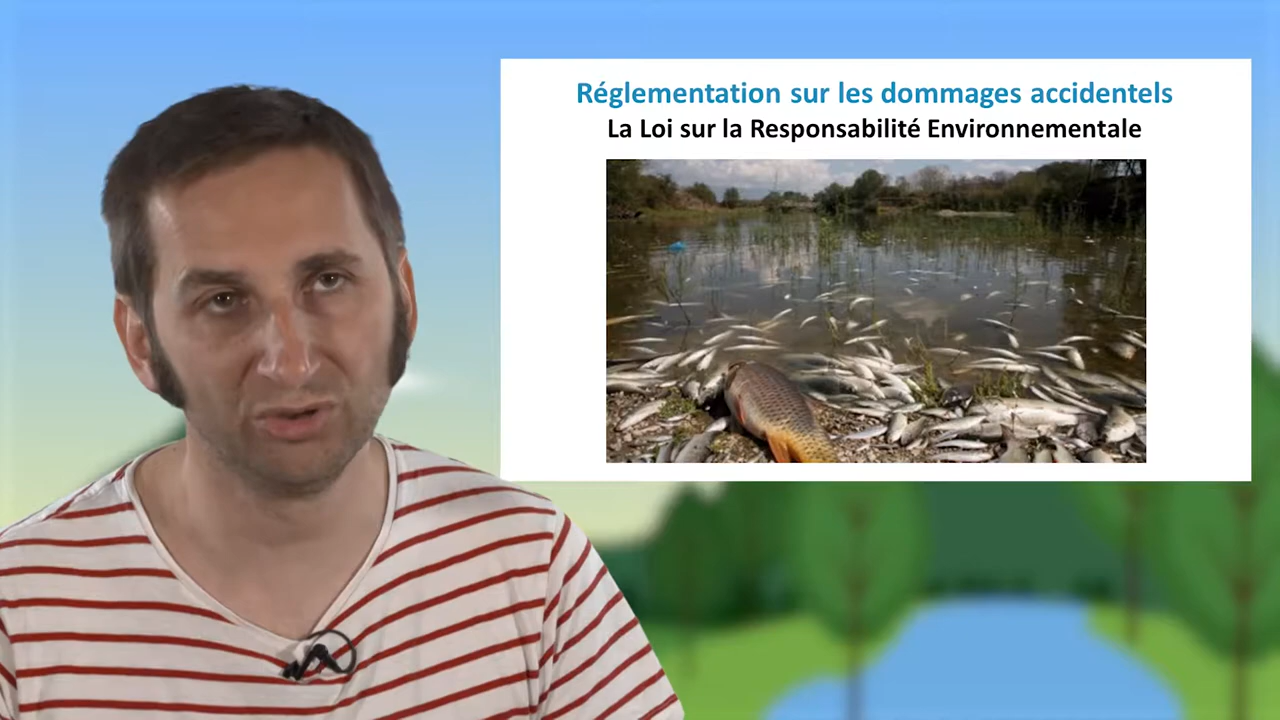 Réglementation sur les dommages accidentels
La Loi sur la Responsabilité Environnementale